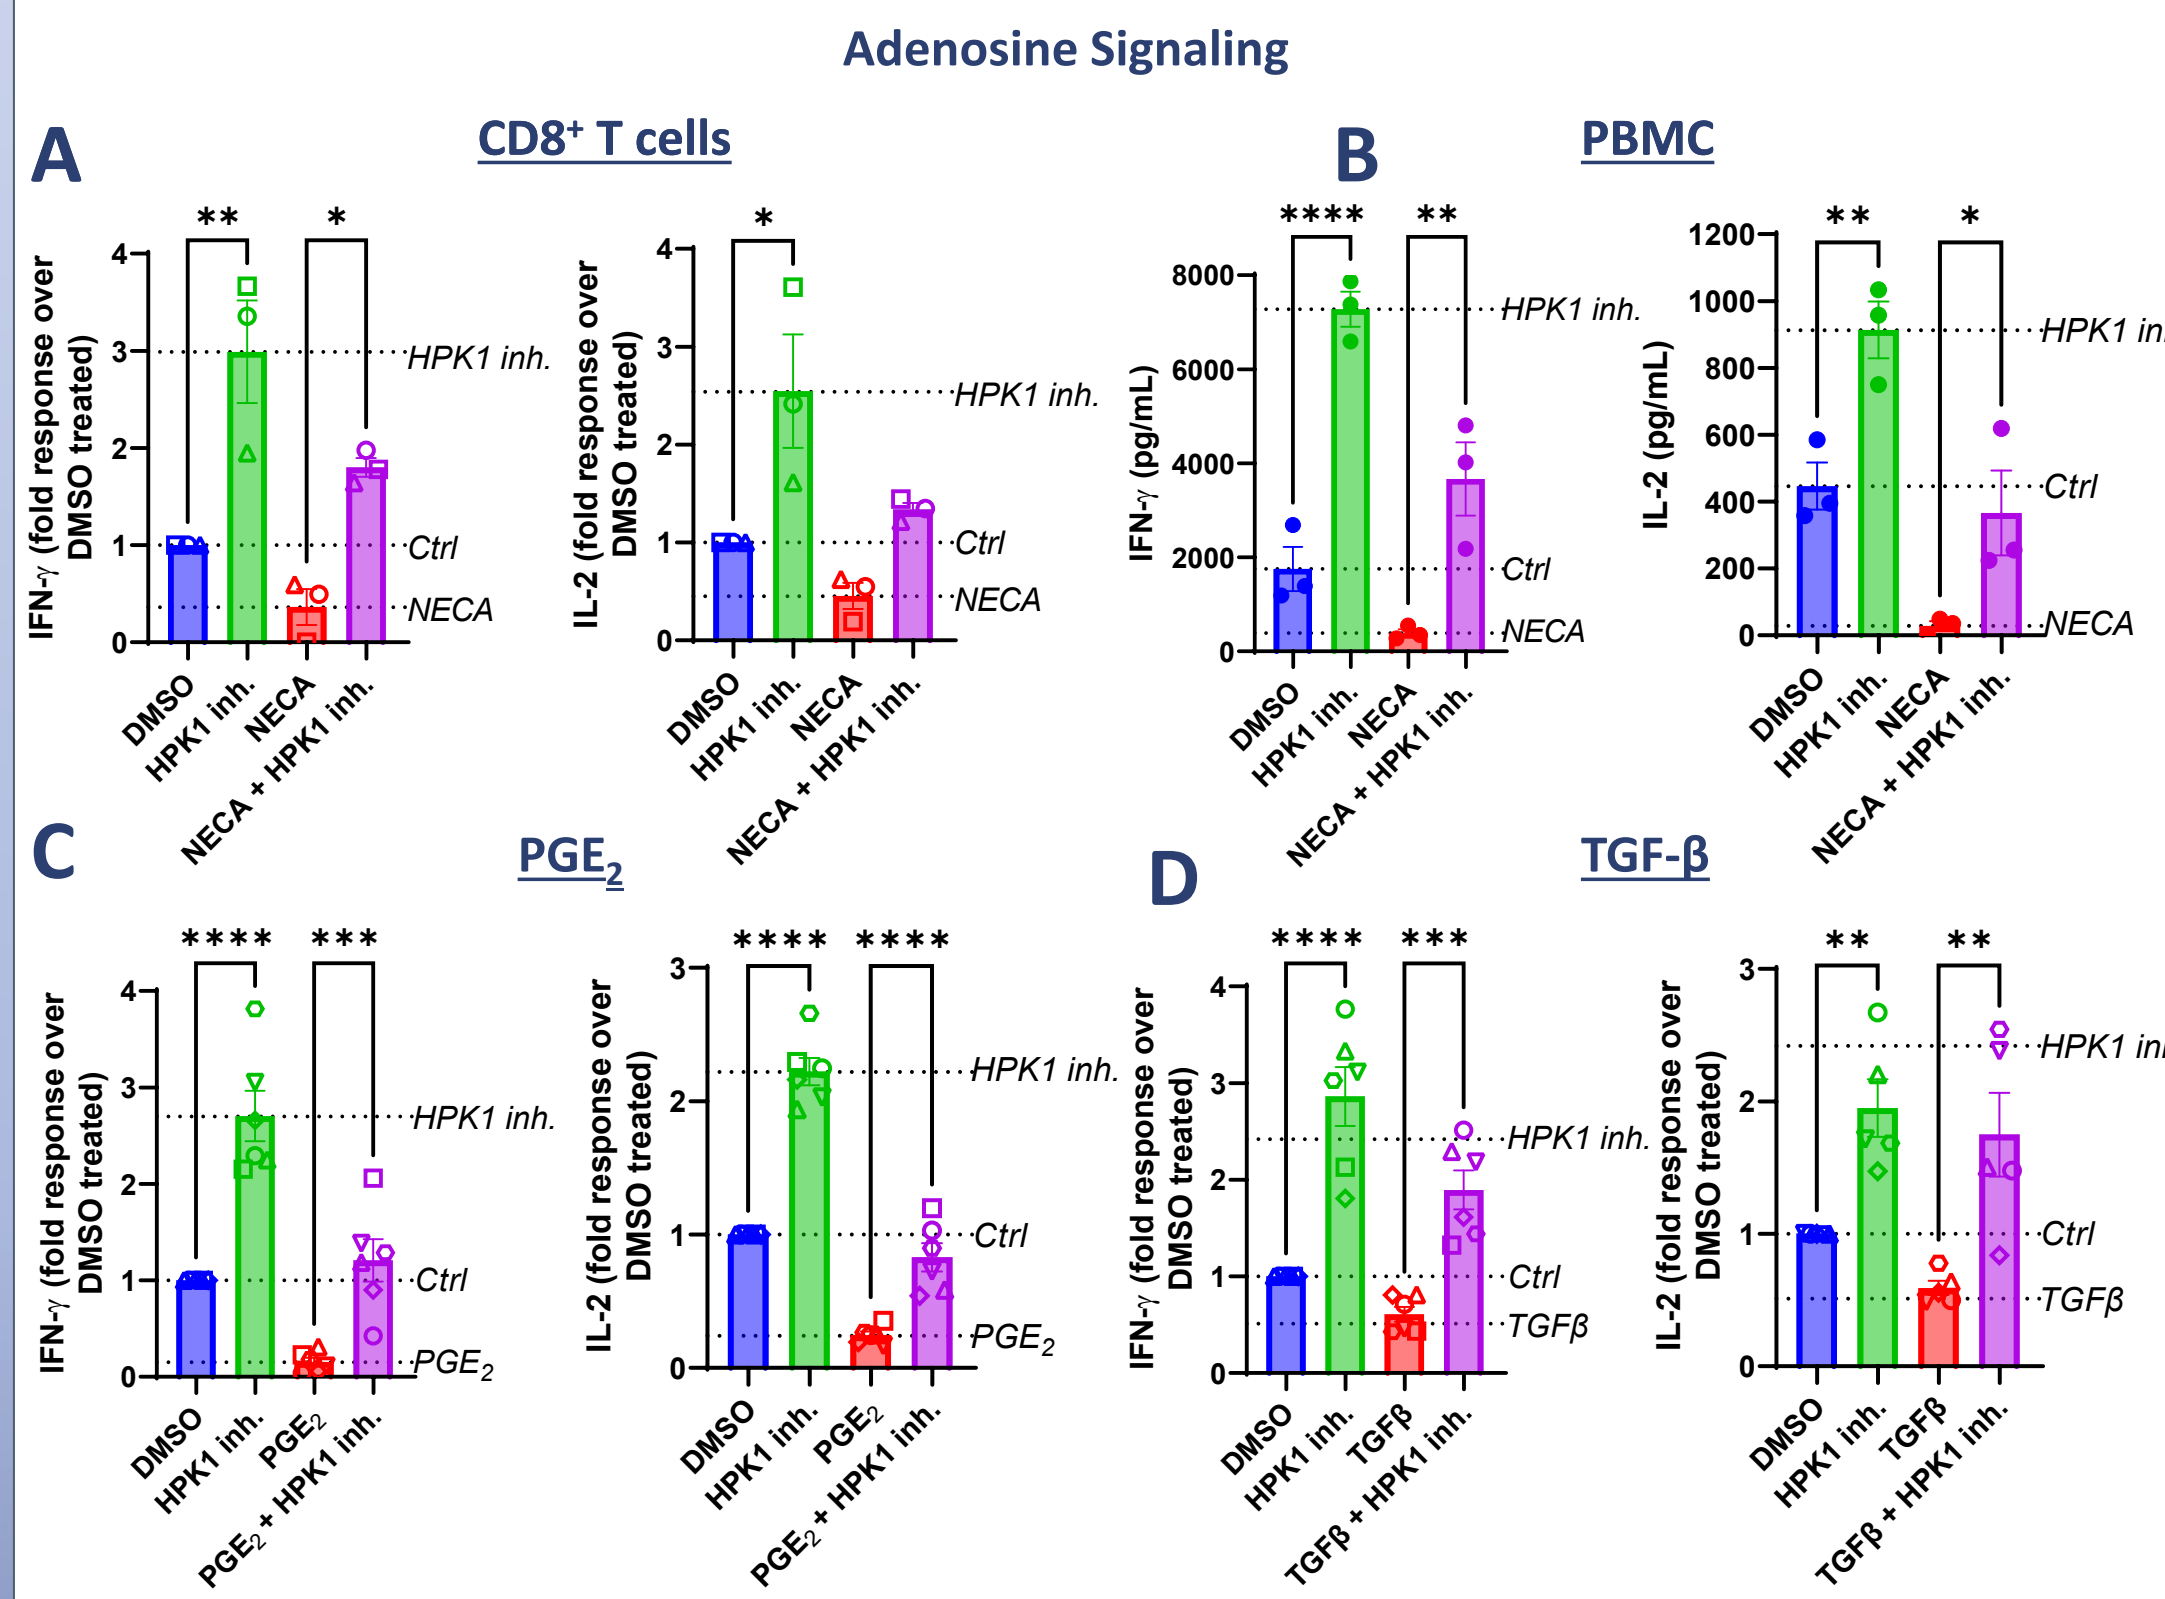 Adenosine Signaling
A
CD8+ T cells
B
PBMC
**
*
IFN-γ (fold response over
DMSO treated)
4
3
2
1
0
HPK1 inh.
Ctrl
NECA
DMSO
HPK1 inh.
NECA
NECA + HPK1 inh.
*
IL-2 (fold response over
DMSO treated)
4
3
2
1
0
HPK1 inh.
Ctrl
NECA
DMSO
HPK1 inh.
NECA
NECA + HPK1 inh.
****
**
IFN-γ (pg/mL)
8000
6000
4000
2000
0
HPK1 inh.
Ctrl
NECA
DMSO
HPK1 inh.
NECA
NECA + HPK1 inh.
**
*
IL-2 (pg/mL)
1200
1000
800
600
400
200
0
HPK1 in
Ctrl
NECA
DMSO
HPK1 inh.
NECA
NECA + HPK1 inh.
C
PGE2
D
TGF-β
****
***
IFN-γ (fold response over
DMSO treated)
4
3
2
1
0
HPK1 inh.
Ctrl
PGE2
DMSO
HPK1 inh.
PGE2
PGE2 + HPK1 inh.
****
****
IL-2 (fold response over
DMSO treated)
3
2
1
0
HPK1 inh.
Ctrl
PGE2
DMSO
HPK1 inh.
PGE2
PGE2 + HPK1 inh.
****
***
IFN-γ (fold response over
DMSO treated)
4
3
2
1
0
HPK1 inh.
Ctrl
TGFβ
DMSO
HPK1 inh.
TGFβ
TGFβ + HPK1 inh.
**
**
IL-2 (fold response over
DMSO treated)
3
2
1
0
HPK1 in
Ctrl
TGFβ
DMSO
HPK1 inh.
TGFβ
TGFβ + HPK1 inh.